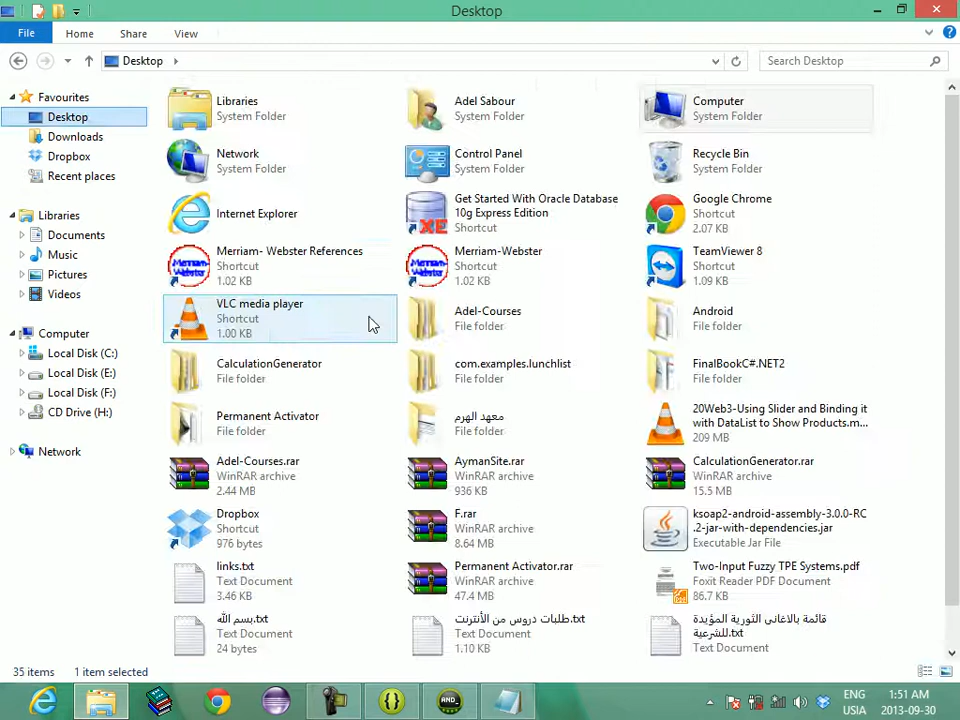 Desktop
File
Home
Share
View
Desktop
Search Desktop
Favourites
Desktop
Downloads
Dropbox
Recent places
Libraries
Documents
Music
Pictures
Videos
Computer
Local Disk (C:)
Local Disk (E:)
Local Disk (F:)
CD Drive (H:)
Network
Libraries
System Folder
Adel Sabour
System Folder
Computer
System Folder
Network
System Folder
Control Panel
System Folder
Recycle Bin
System Folder
Internet Explorer
Get Started With Oracle Database
10g Express Edition
Shortcut
Google Chrome
Shortcut
2.07 KB
Merriam- Webster References
Shortcut
1.02 KB
Merriam-Webster
Shortcut
1.02 KB
TeamViewer 8
Shortcut
1.09 KB
VLC media player
Shortcut
1.00 KB
Adel-Courses
File folder
Android
File folder
CalculationGenerator
File folder
com.examples.lunchlist
File folder
FinalBookC#.NET2
File folder
Permanent Activator
File folder
معهد الهرم
File folder
20Web3-Using Slider and Binding it
with DataList to Show Products.m...
209 MB
Adel-Courses.rar
WinRAR archive
2.44 MB
AymanSite.rar
WinRAR archive
936 KB
CalculationGenerator.rar
WinRAR archive
15.5 MB
Dropbox
Shortcut
976 bytes
F.rar
WinRAR archive
8.64 MB
ksoap2-android-assembly-3.0.0-RC
.2-jar-with-dependencies.jar
Executable Jar File
links.txt
Text Document
3.46 KB
Permanent Activator.rar
WinRAR archive
47.4 MB
Two-Input Fuzzy TPE Systems.pdf
Foxit Reader PDF Document
86.7 KB
بسم الله.txt
Text Document
24 bytes
طلبات دروس من الأنترنت.txt
Text Document
1.10 KB
قائمة بالاغانى الثورية المؤيدة
للشرعية.txt
Text Document
35 items
1 item selected
ENG
USIA
1:51 AM
2013-09-30